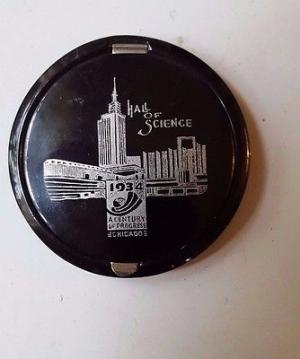 HALL
OF
SCIENCE
1934
A CENTURY
OF PROGRESS
CHICAGO